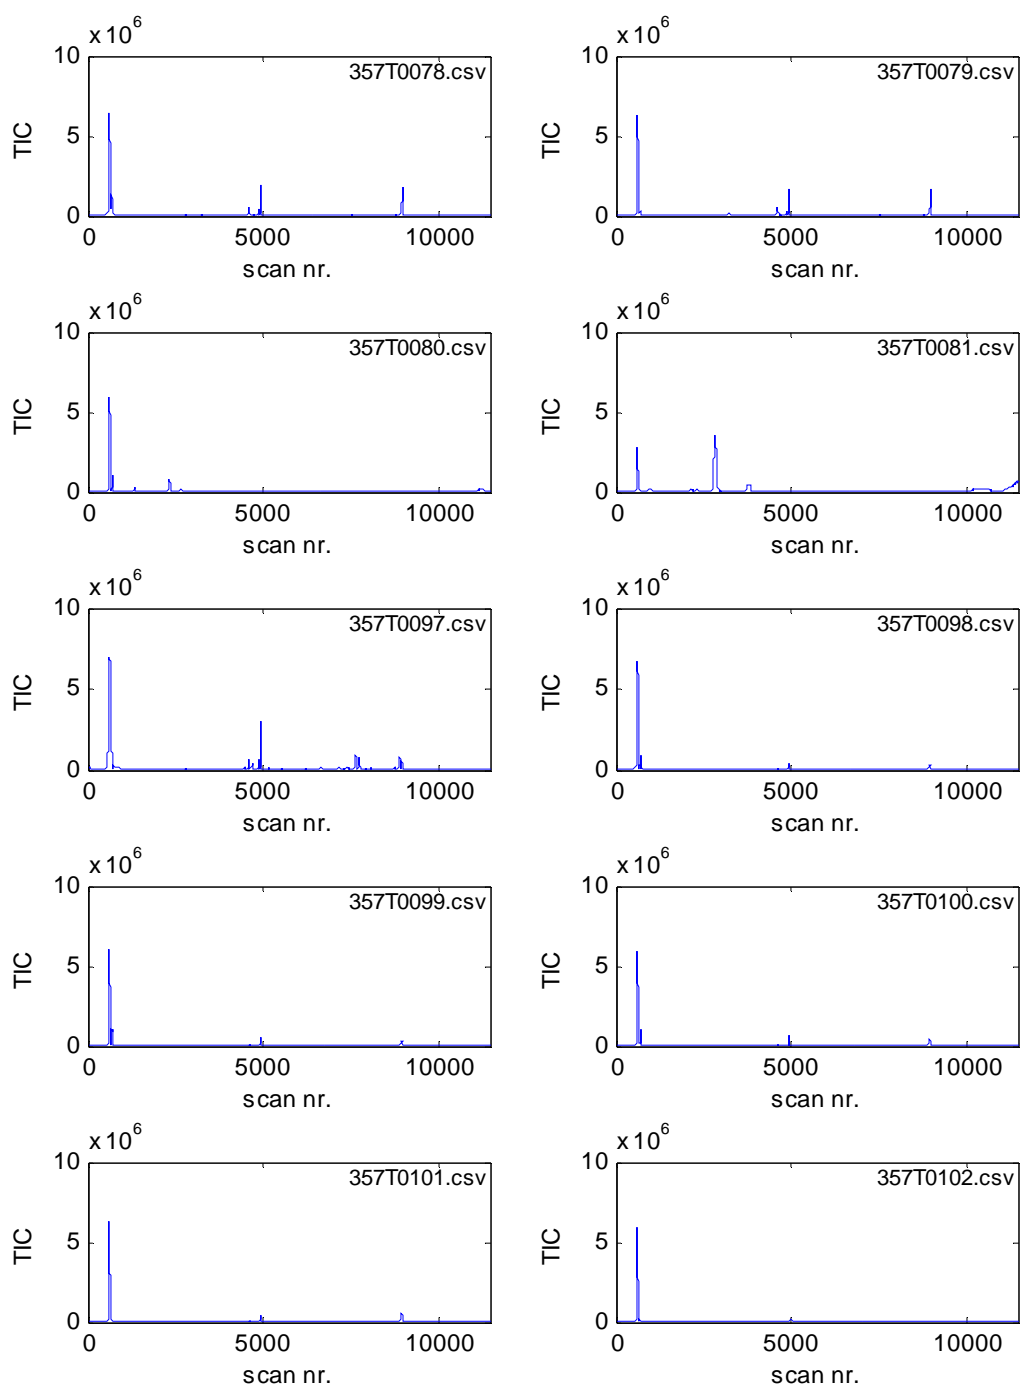 x 10^6 x 10^6
10 357T0078.csv 10 357T0079.csv
TIC 5 TIC 5
0 0
0 5000 10000 0 5000 10000
scan nr. scan nr.
x 10^6 x 10^6
10 357T0080.csv 10 357T0081.csv
TIC 5 TIC 5
0 0
0 5000 10000 0 5000 10000
scan nr. scan nr.
x 10^6 x 10^6
10 357T0097.csv 10 357T0098.csv
TIC 5 TIC 5
0 0
0 5000 10000 0 5000 10000
scan nr. scan nr.
x 10^6 x 10^6
10 357T0099.csv 10 357T0100.csv
TIC 5 TIC 5
0 0
0 5000 10000 0 5000 10000
scan nr. scan nr.
x 10^6 x 10^6
10 357T0101.csv 10 357T0102.csv
TIC 5 TIC 5
0 0
0 5000 10000 0 5000 10000
scan nr. scan nr.